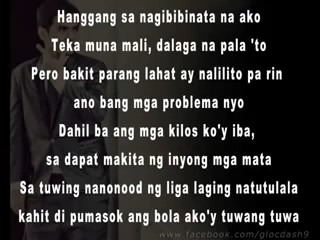 Hanggang sa nagibibinata na ako
Teka muna mali, dalaga na pala 'to
Pero bakit parang lahat ay nalilito pa rin
ano bang mga problema nyo
Dahil ba ang mga kilos ko'y iba,
sa dapat makita ng inyong mga mata
Sa tuwing nanonood ng liga laging natutulala
kahit di pumasok ang bola ako'y tuwang tuwa
www.facebook.com/glocdash9